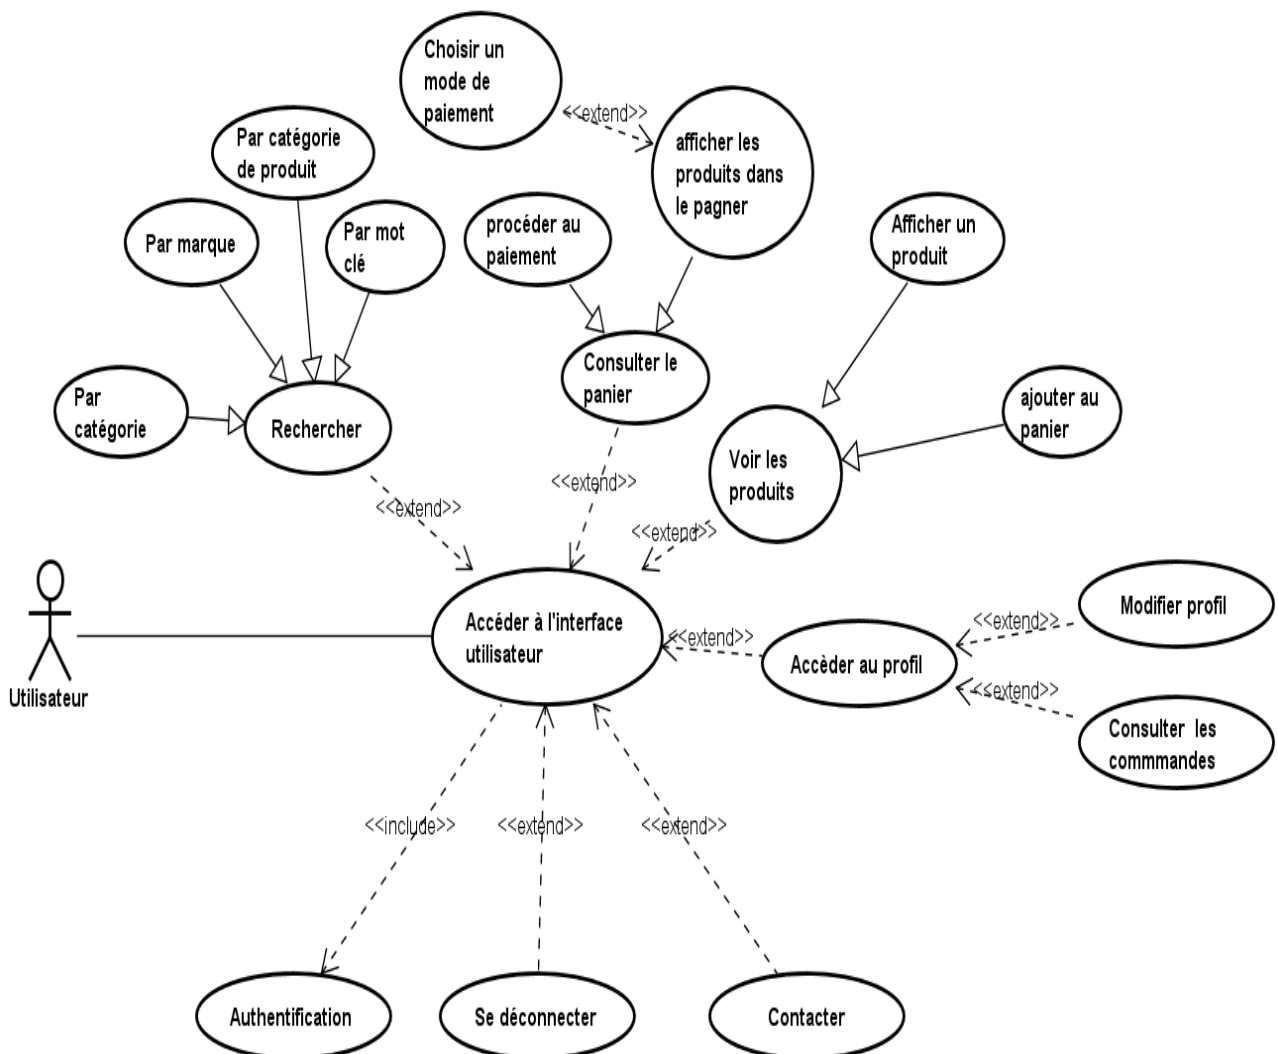 Choisir un
mode de
paiement
<<extend>>
afficher les
produits dans
le pagner
Par catégorie
de produit
Par marque
Par mot
clé
procéder au
paiement
Afficher un
produit
Par
catégorie
Rechercher
Consulter le
panier
ajouter au
panier
Voir les
produits
<<extend>>
<<extend>>
<<extend>>
Utilisateur
Accéder à l'interface
utilisateur
<<extend>>
Accèder au profil
<<extend>>
Modifier profil
<<extend>>
Consulter les
commmandes
<<include>>
<<extend>>
<<extend>>
Authentification
Se déconnecter
Contacter